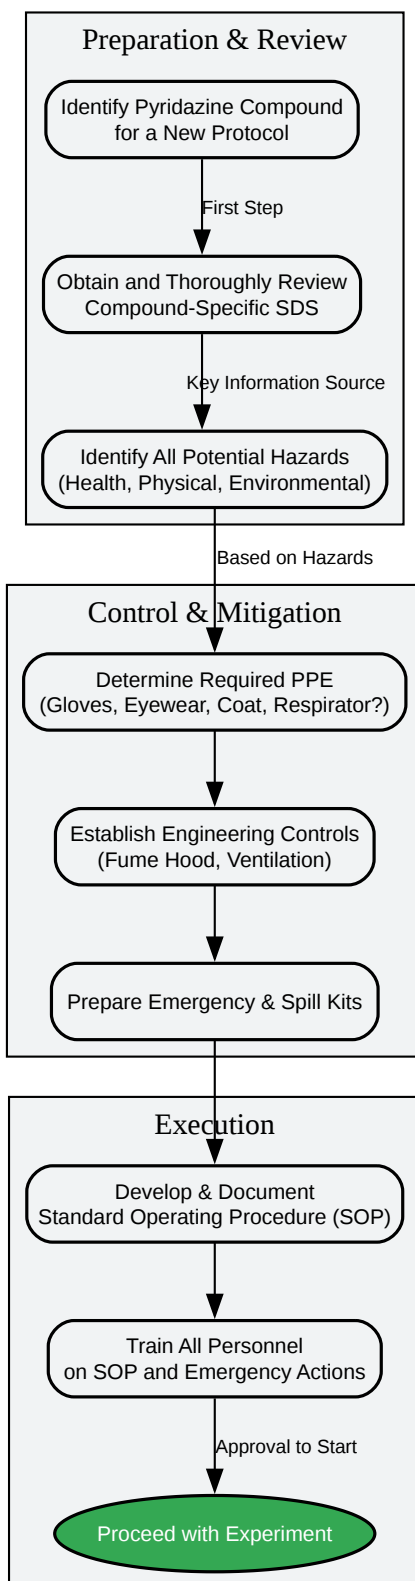 Preparation & Review
Identify Pyridazine Compound
for a New Protocol
First Step
Obtain and Thoroughly Review
Compound-Specific SDS
Key Information Source
Identify All Potential Hazards
(Health, Physical, Environmental)
Based on Hazards
Control & Mitigation
Determine Required PPE
(Gloves, Eyewear, Coat, Respirator?)
Establish Engineering Controls
(Fume Hood, Ventilation)
Prepare Emergency & Spill Kits
Execution
Develop & Document
Standard Operating Procedure (SOP)
Train All Personnel
on SOP and Emergency Actions
Approval to Start
Proceed with Experiment